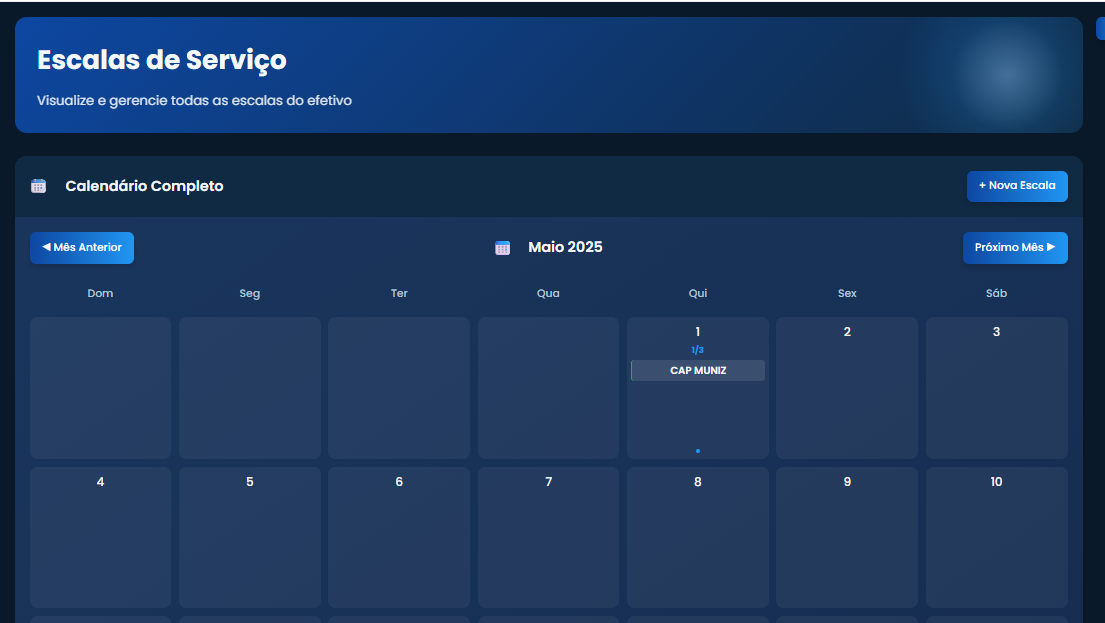 Escalas de Serviço
Visualize e gerencie todas as escalas do efetivo
Calendário Completo
+ Nova Escala
◀ Mês Anterior
Maio 2025
Próximo Mês ▶
Dom Seg Ter Qua Qui Sex Sáb
1 2 3
1/3
CAP MUNIZ
4 5 6 7 8 9 10